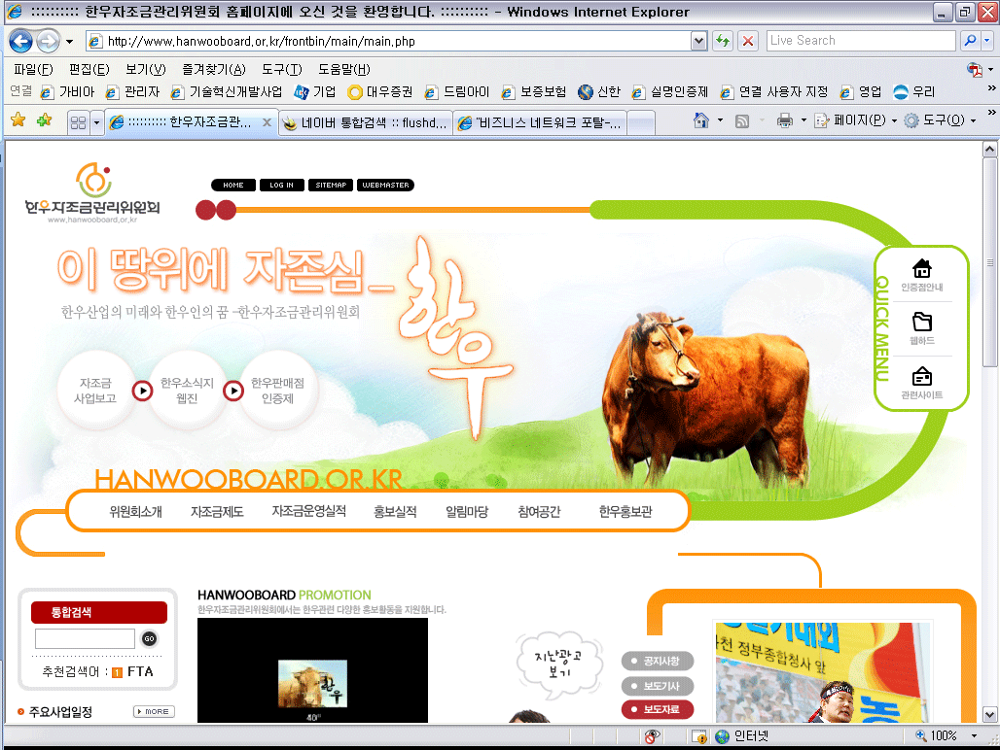 :::::::::: 한우자조금관리위원회 홈페이지에 오신 것을 환영합니다. :::::::::: - Windows Internet Explorer
http://www.hanwooboard.or.kr/frontbin/main/main.php
Live Search
파일(F) 편집(E) 보기(V) 즐겨찾기(A) 도구(T) 도움말(H)
연결 가비아 관리자 기술혁신개발사업 기업 대우증권 드림아이 보증보험 신한 실명인증제 연결 사용자 지정 영업 우리
:::::::::: 한우자조금관... 네이버 통합검색 :: flushd... "비즈니스 네트워크 포탈-... 페이지(P) 도구(O)
HOME LOG IN SITEMAP WEBMASTER
한우자조금관리위원회
www.hanwooboard.or.kr
이 땅위에 자존심_
한우
한우산업의 미래와 한우인의 꿈 -한우자조금관리위원회
QUICK MENU
인증점안내
웹하드
관련사이트
자조금
사업보고
한우소식지
웹진
한우판매점
인증제
HANWOOBOARD.OR.KR
위원회소개 자조금제도 자조금운영실적 홍보실적 알림마당 참여공간 한우홍보관
통합검색
GO
추천검색어 : 1 FTA
주요사업일정 MORE
HANWOOBOARD PROMOTION
한우자조금관리위원회에서는 한우관련 다양한 홍보활동을 지원합니다.
한우
40"
지난광고
보기
공지사항
보도기사
보도자료
정부종합청사 앞
농
인터넷
100%